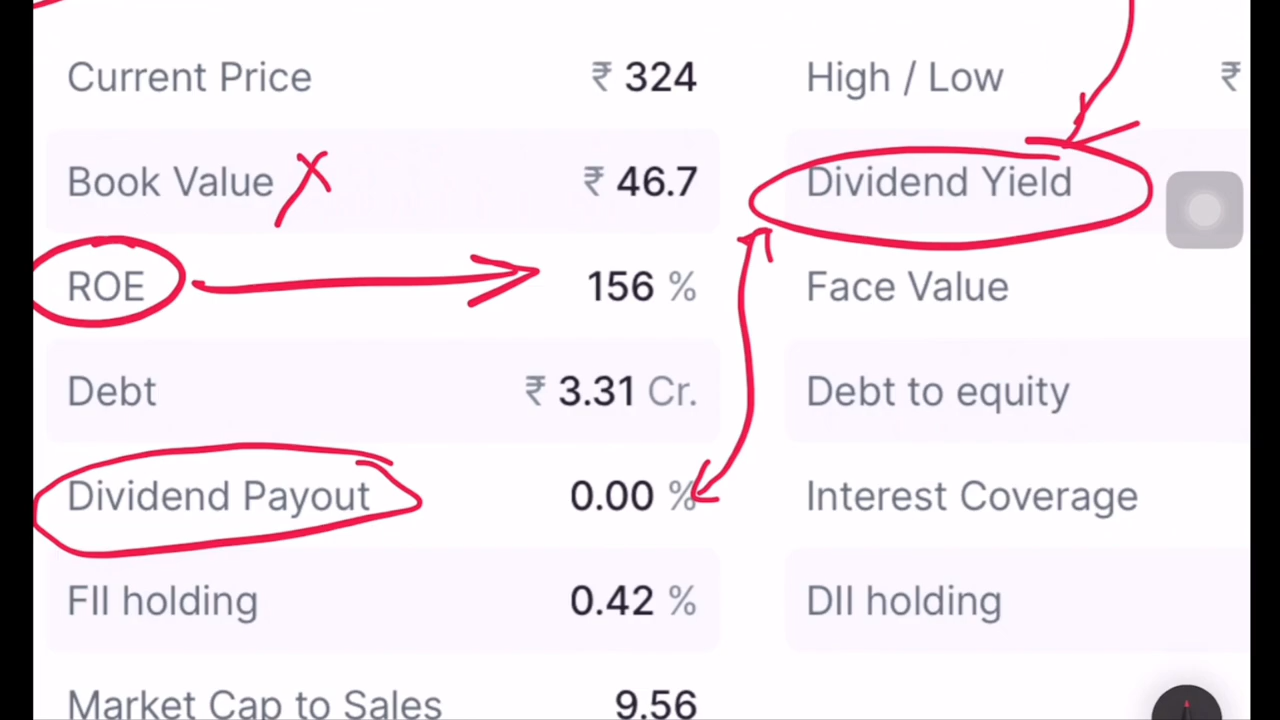 Current Price ₹ 324 High / Low ₹
Book Value ₹ 46.7 Dividend Yield
ROE 156 % Face Value
Debt ₹ 3.31 Cr. Debt to equity
Dividend Payout 0.00 % Interest Coverage
FII holding 0.42 % DII holding
Market Cap to Sales 9.56